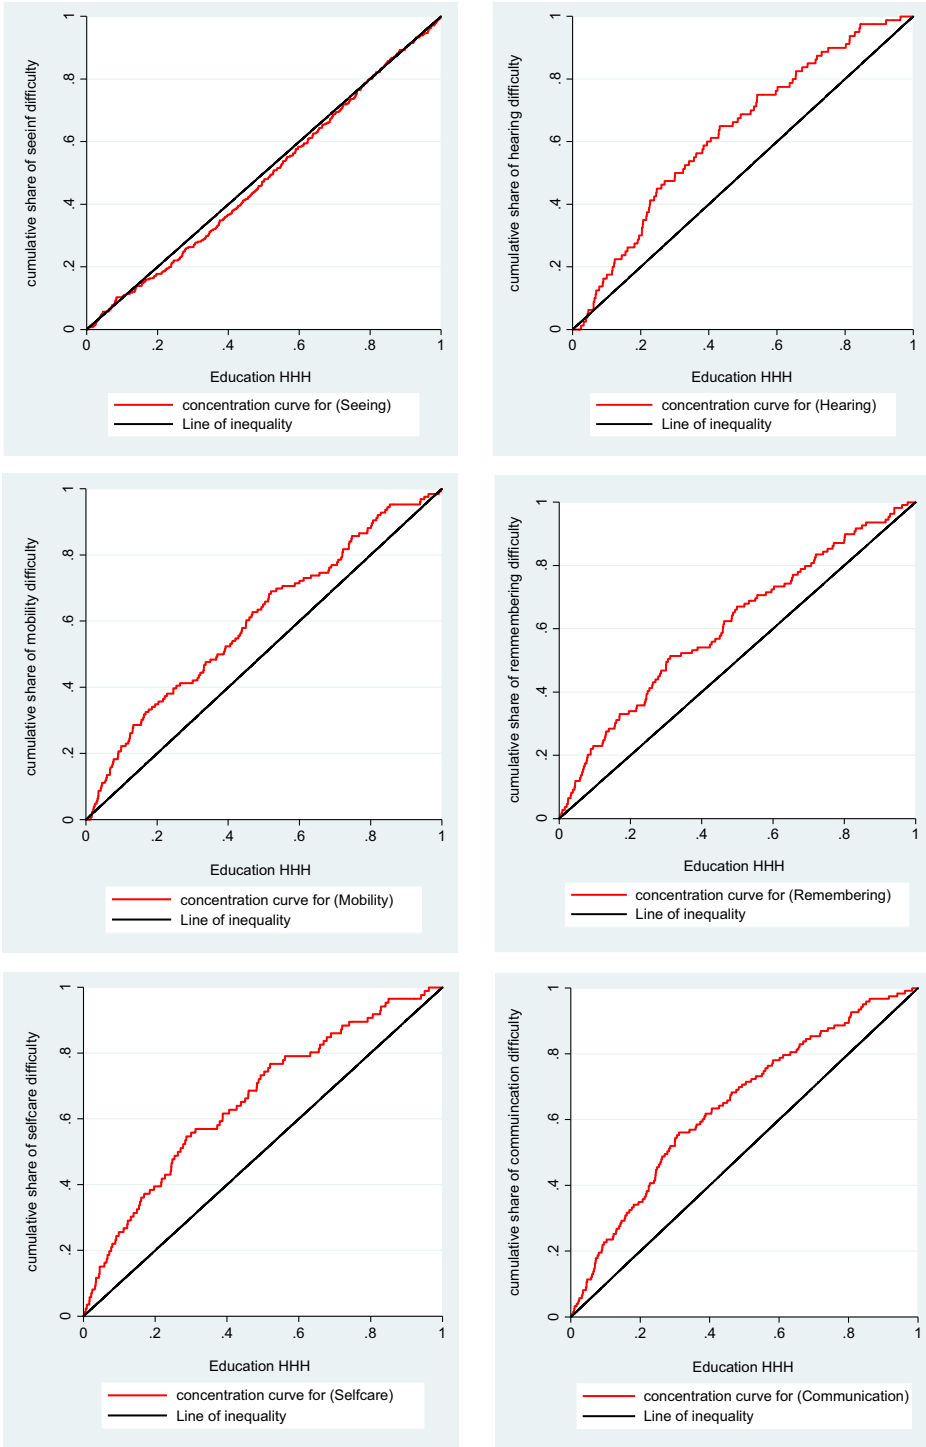 cumulative share of seeinf difficulty
1
.8
.6
.4
.2
0
0 .2 .4 .6 .8 1
Education HHH
concentration curve for (Seeing)
Line of inequality
cumulative share of hearing difficulty
1
.8
.6
.4
.2
0
0 .2 .4 .6 .8 1
Education HHH
concentration curve for (Hearing)
Line of inequality
cumulative share of mobility difficulty
1
.8
.6
.4
.2
0
0 .2 .4 .6 .8 1
Education HHH
concentration curve for (Mobility)
Line of inequality
cumulative share of remmembering difficulty
1
.8
.6
.4
.2
0
0 .2 .4 .6 .8 1
Education HHH
concentration curve for (Remembering)
Line of inequality
cumulative share of selfcare difficulty
1
.8
.6
.4
.2
0
0 .2 .4 .6 .8 1
Education HHH
concentration curve for (Selfcare)
Line of inequality
cumulative share of commuincation difficulty
1
.8
.6
.4
.2
0
0 .2 .4 .6 .8 1
Education HHH
concentration curve for (Communication)
Line of inequality